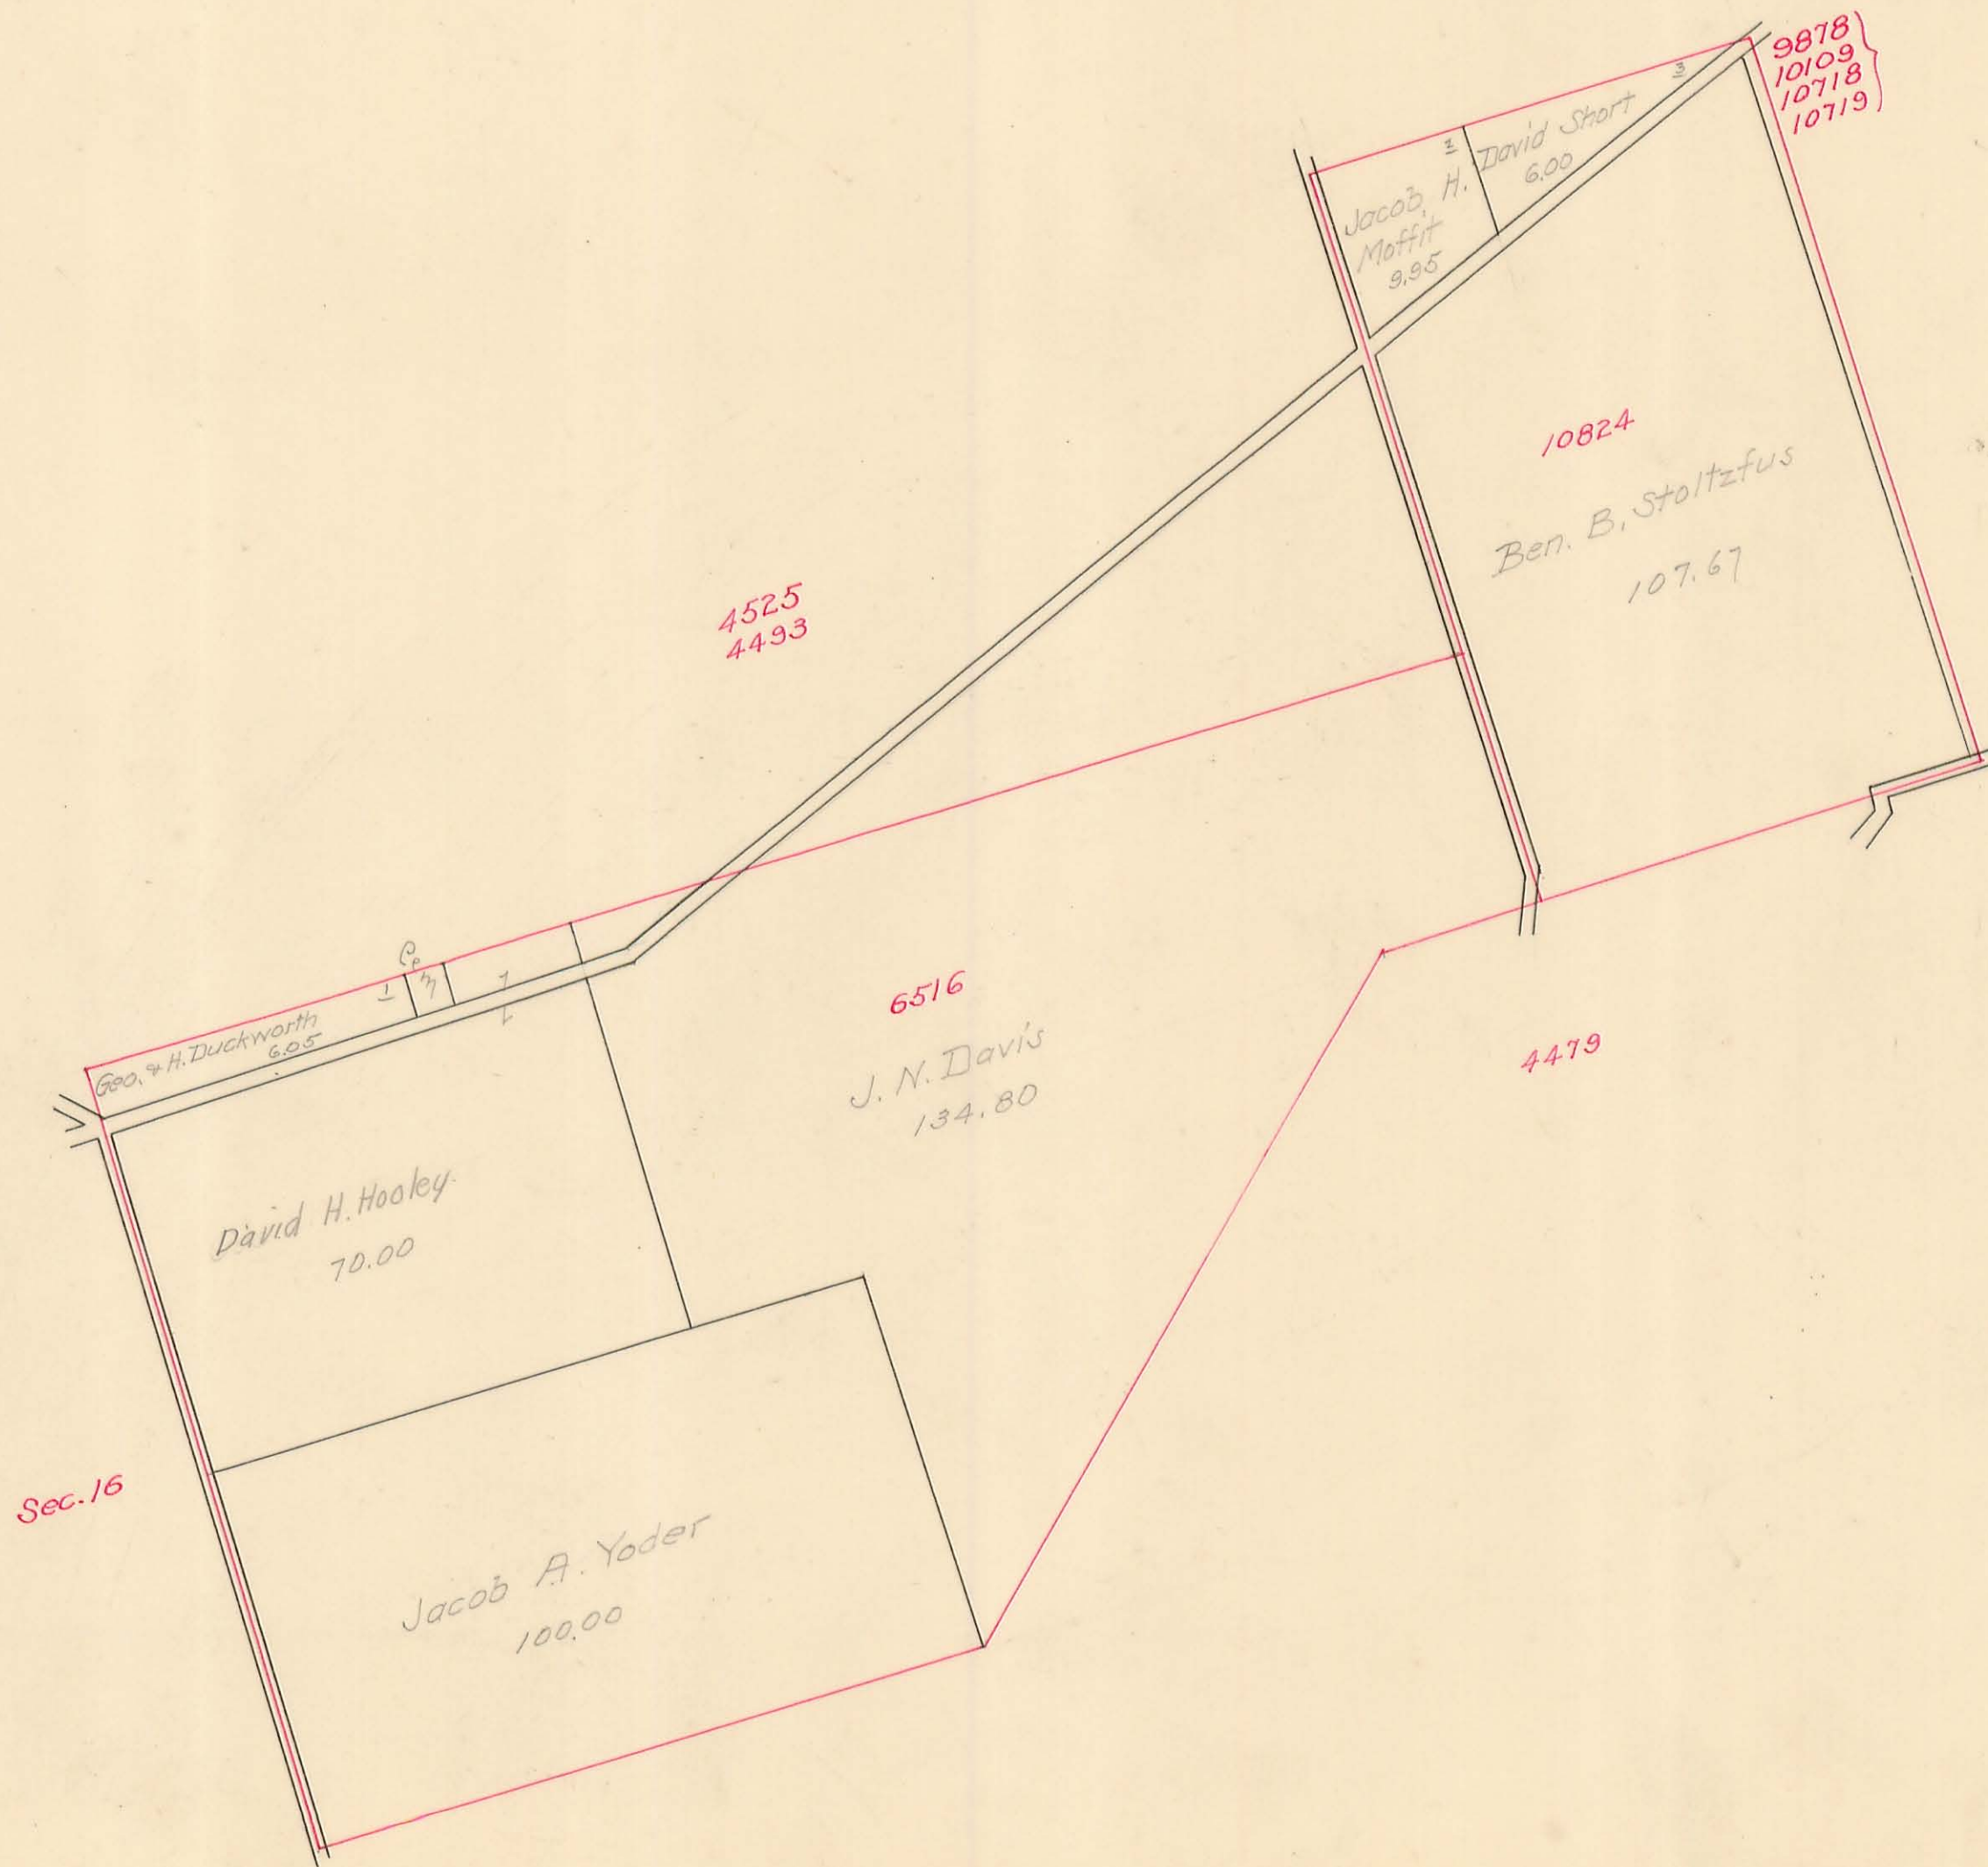 9878
10109
10718
10719
3
David Short
6.00
2
Jacob H.
Moffit
9.95
10824
Ben. B. Stoltzfus
107.67
4525
4493
6516
J. N. Davis
134.80
4479
1
Geo. & H. Duckworth
6.05
David H. Hooley
70.00
Sec. 16
Jacob A. Yoder
100.00